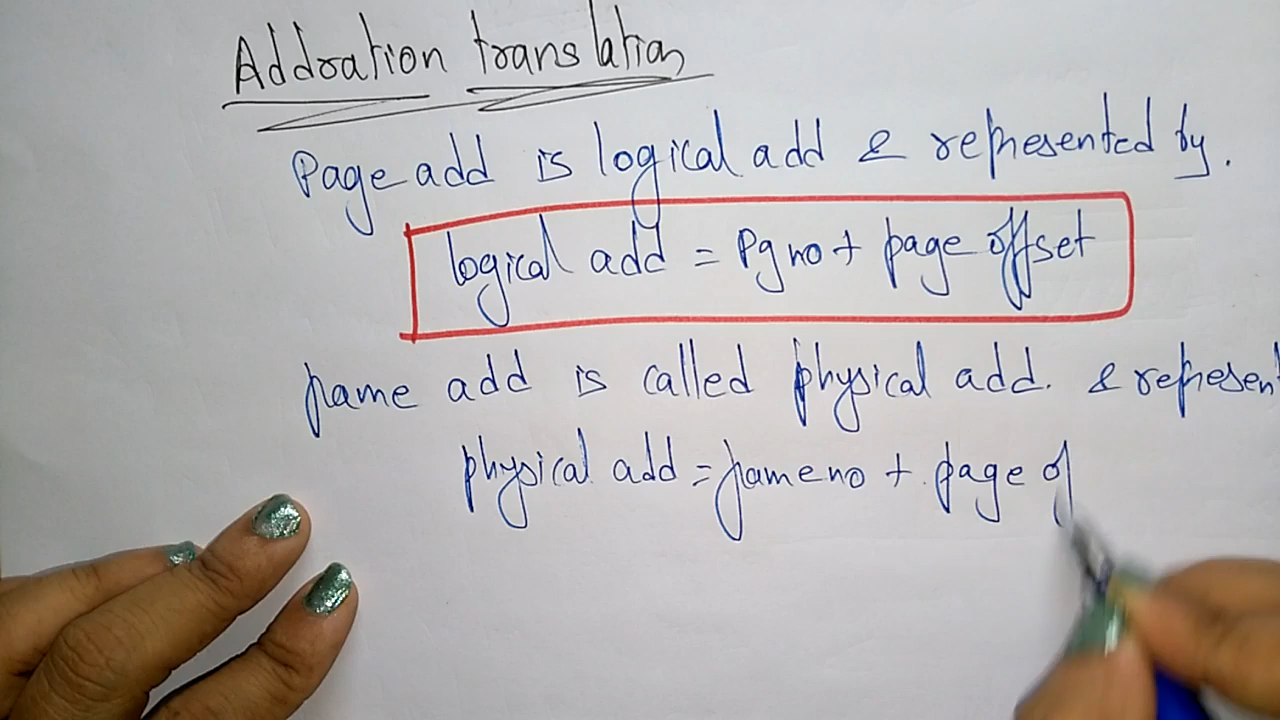 Addration translation
Page add is logical add & represented by.
logical add = Pg no + page offset
frame add is called physical add. & represent
physical add = frame no + page of